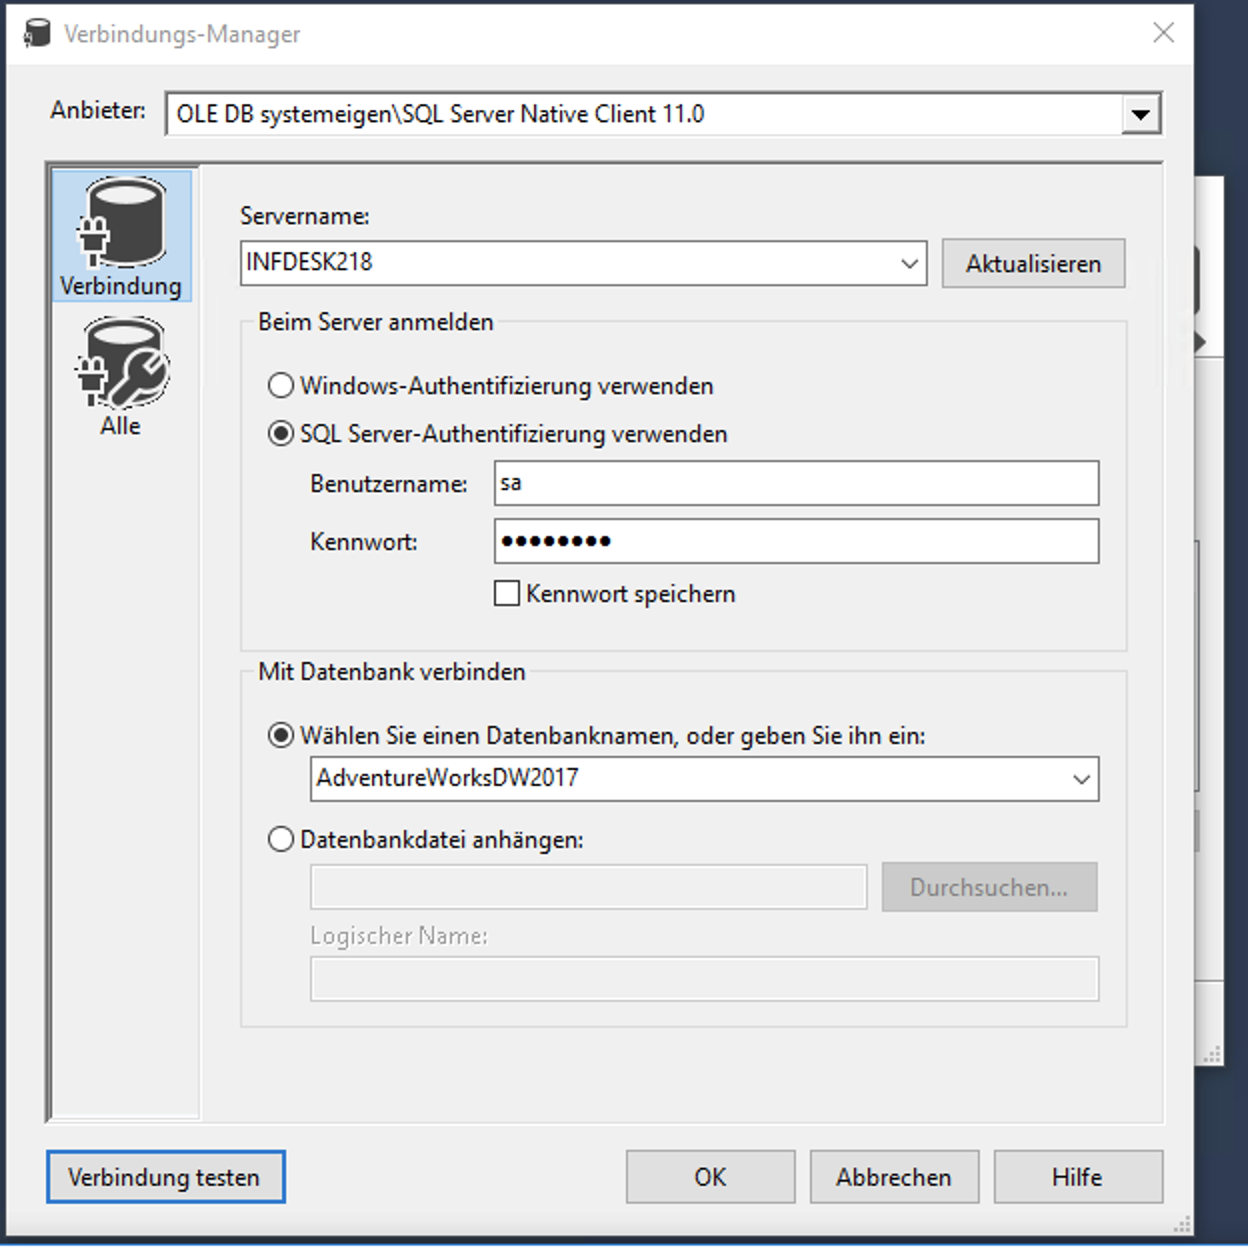 Verbindungs-Manager
Anbieter: OLE DB systemeigen\SQL Server Native Client 11.0
Verbindung
Alle
Servername:
INFDESK218 Aktualisieren
Beim Server anmelden
Windows-Authentifizierung verwenden
SQL Server-Authentifizierung verwenden
Benutzername: sa
Kennwort: ●●●●●●●●
Kennwort speichern
Mit Datenbank verbinden
Wählen Sie einen Datenbanknamen, oder geben Sie ihn ein:
AdventureWorksDW2017
Datenbankdatei anhängen:
Durchsuchen...
Logischer Name:
Verbindung testen OK Abbrechen Hilfe